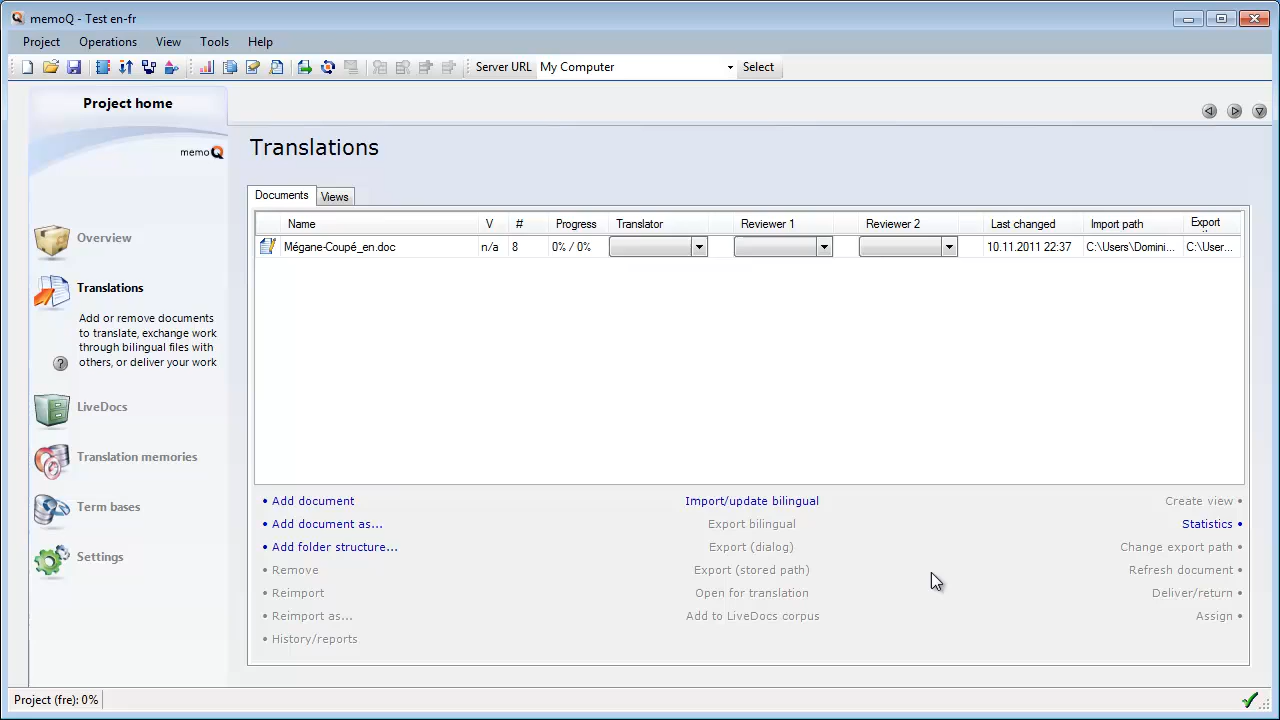 memoQ - Test en-fr
Project Operations View Tools Help
Server URL My Computer Select
Project home
memoQ
Translations
Documents Views
Name V # Progress Translator Reviewer 1 Reviewer 2 Last changed Import path Export
Mégane-Coupé_en.doc n/a 8 0% / 0% 10.11.2011 22:37 C:\Users\Domini... C:\User...
Overview
Translations
Add or remove documents
to translate, exchange work
through bilingual files with
others, or deliver your work
LiveDocs
Translation memories
Term bases
Settings
• Add document Import/update bilingual Create view •
• Add document as... Export bilingual Statistics •
• Add folder structure... Export (dialog) Change export path •
• Remove Export (stored path) Refresh document •
• Reimport Open for translation Deliver/return •
• Reimport as... Add to LiveDocs corpus Assign •
• History/reports
Project (fre): 0%